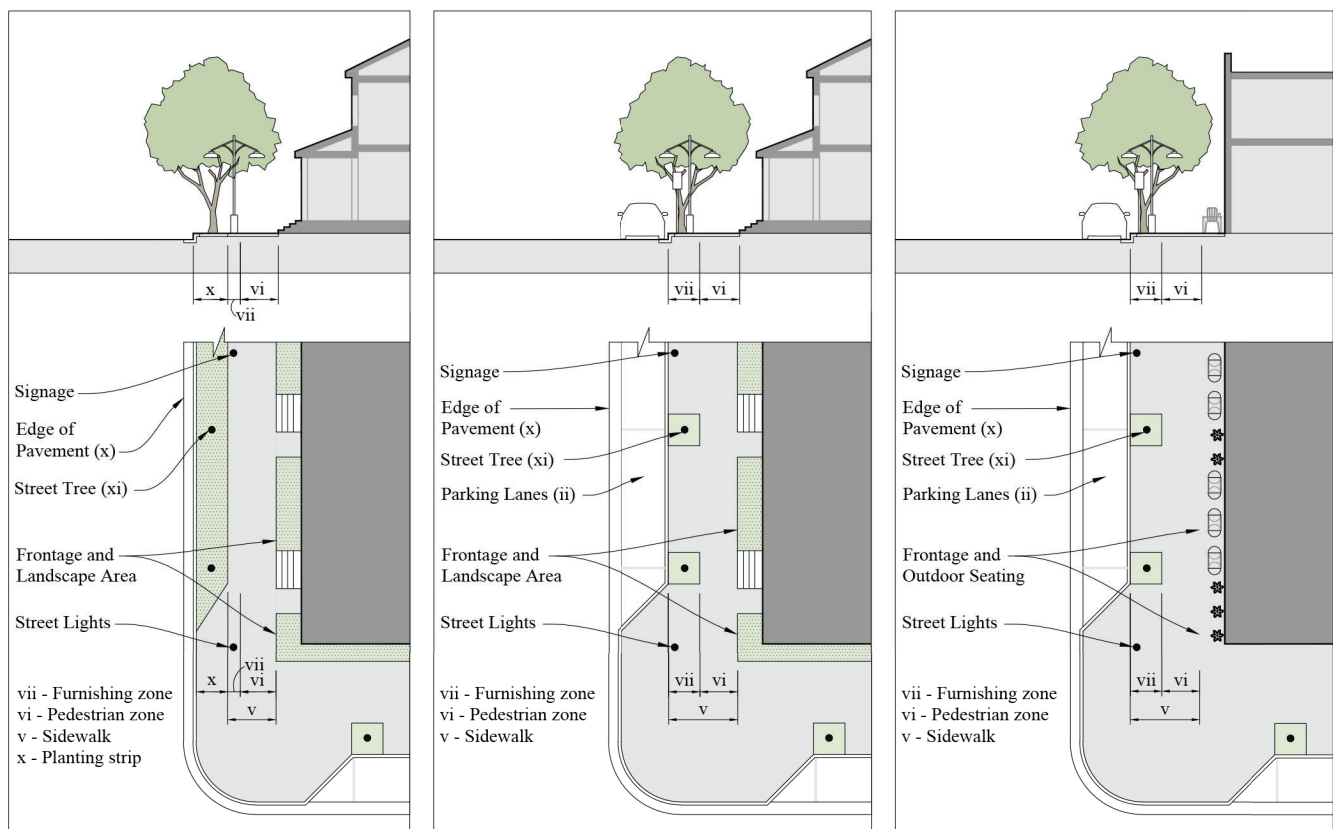 x
vi
vii
Signage
Edge of
Pavement (x)
Street Tree (xi)
Frontage and
Landscape Area
Street Lights
vii
x
vi
v
vii - Furnishing zone
vi - Pedestrian zone
v - Sidewalk
x - Planting strip
vii
vi
Signage
Edge of
Pavement (x)
Street Tree (xi)
Parking Lanes (ii)
Frontage and
Landscape Area
Street Lights
vii
vi
v
vii - Furnishing zone
vi - Pedestrian zone
v - Sidewalk
vii
vi
Signage
Edge of
Pavement (x)
Street Tree (xi)
Parking Lanes (ii)
Frontage and
Outdoor Seating
Street Lights
vii
vi
v
vii - Furnishing zone
vi - Pedestrian zone
v - Sidewalk